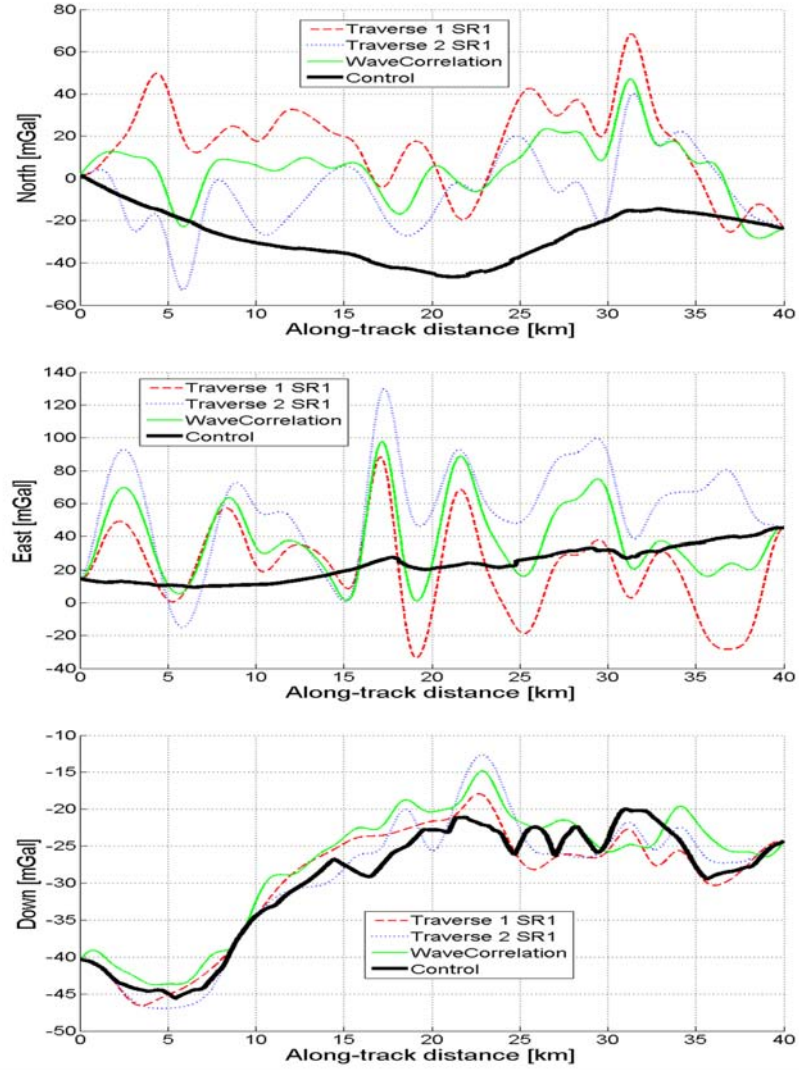 80
60
40
20
0
-20
-40
-60
North [mGal]
Traverse 1 SR1
Traverse 2 SR1
WaveCorrelation
Control
0 5 10 15 20 25 30 35 40
Along-track distance [km]
140
120
100
80
60
40
20
0
-20
-40
East [mGal]
Traverse 1 SR1
Traverse 2 SR1
WaveCorrelation
Control
0 5 10 15 20 25 30 35 40
Along-track distance [km]
-10
-15
-20
-25
-30
-35
-40
-45
-50
Down [mGal]
Traverse 1 SR1
Traverse 2 SR1
WaveCorrelation
Control
0 5 10 15 20 25 30 35 40
Along-track distance [km]